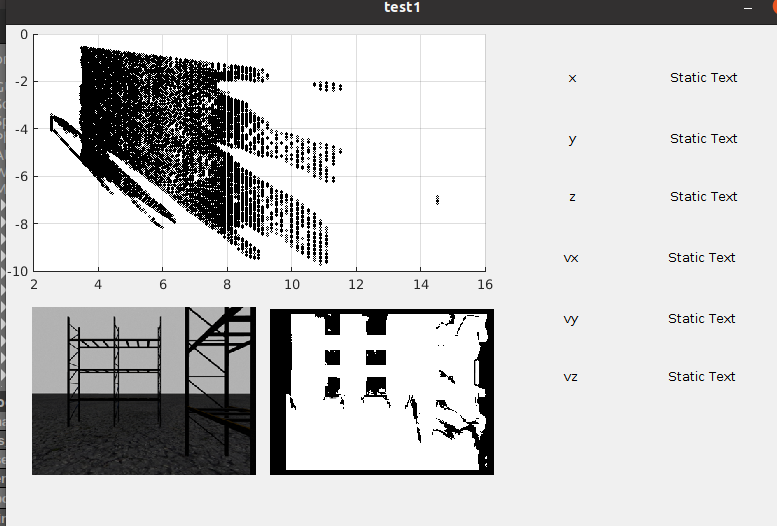 test1
0
-2
-4
-6
-8
-10
2 4 6 8 10 12 14 16
x Static Text
y Static Text
z Static Text
vx Static Text
vy Static Text
vz Static Text